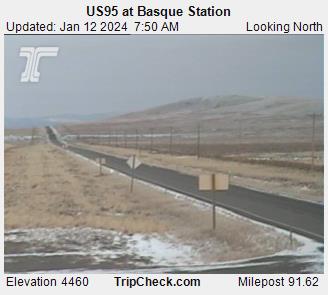 US95 at Basque Station
Updated: Jan 12 2024 7:50 AM Looking North
Elevation 4460 TripCheck.com Milepost 91.62